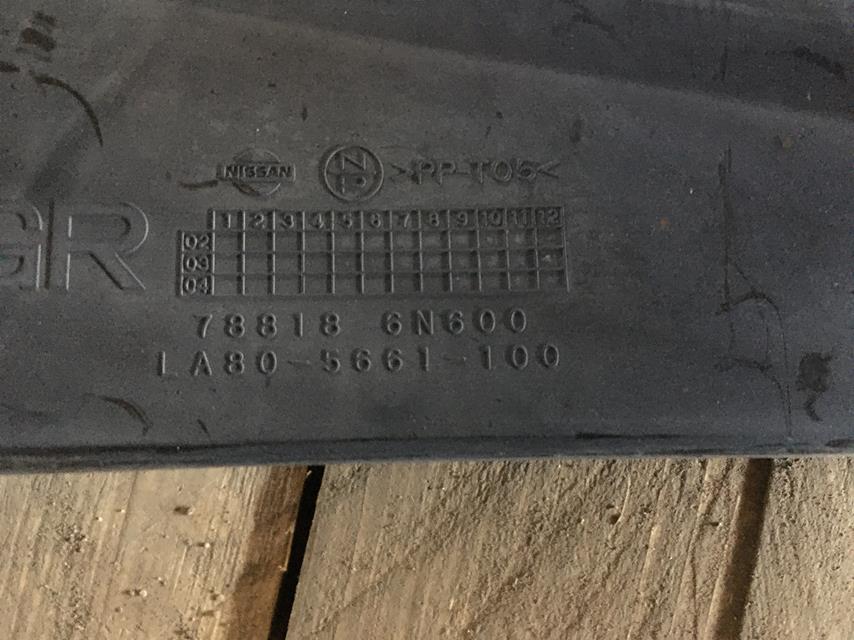 NISSAN >PP-T05<
GR
1 2 3 4 5 6 7 8 9 10 11 12
02
03
04
78818 6N600
LA80-5661-100